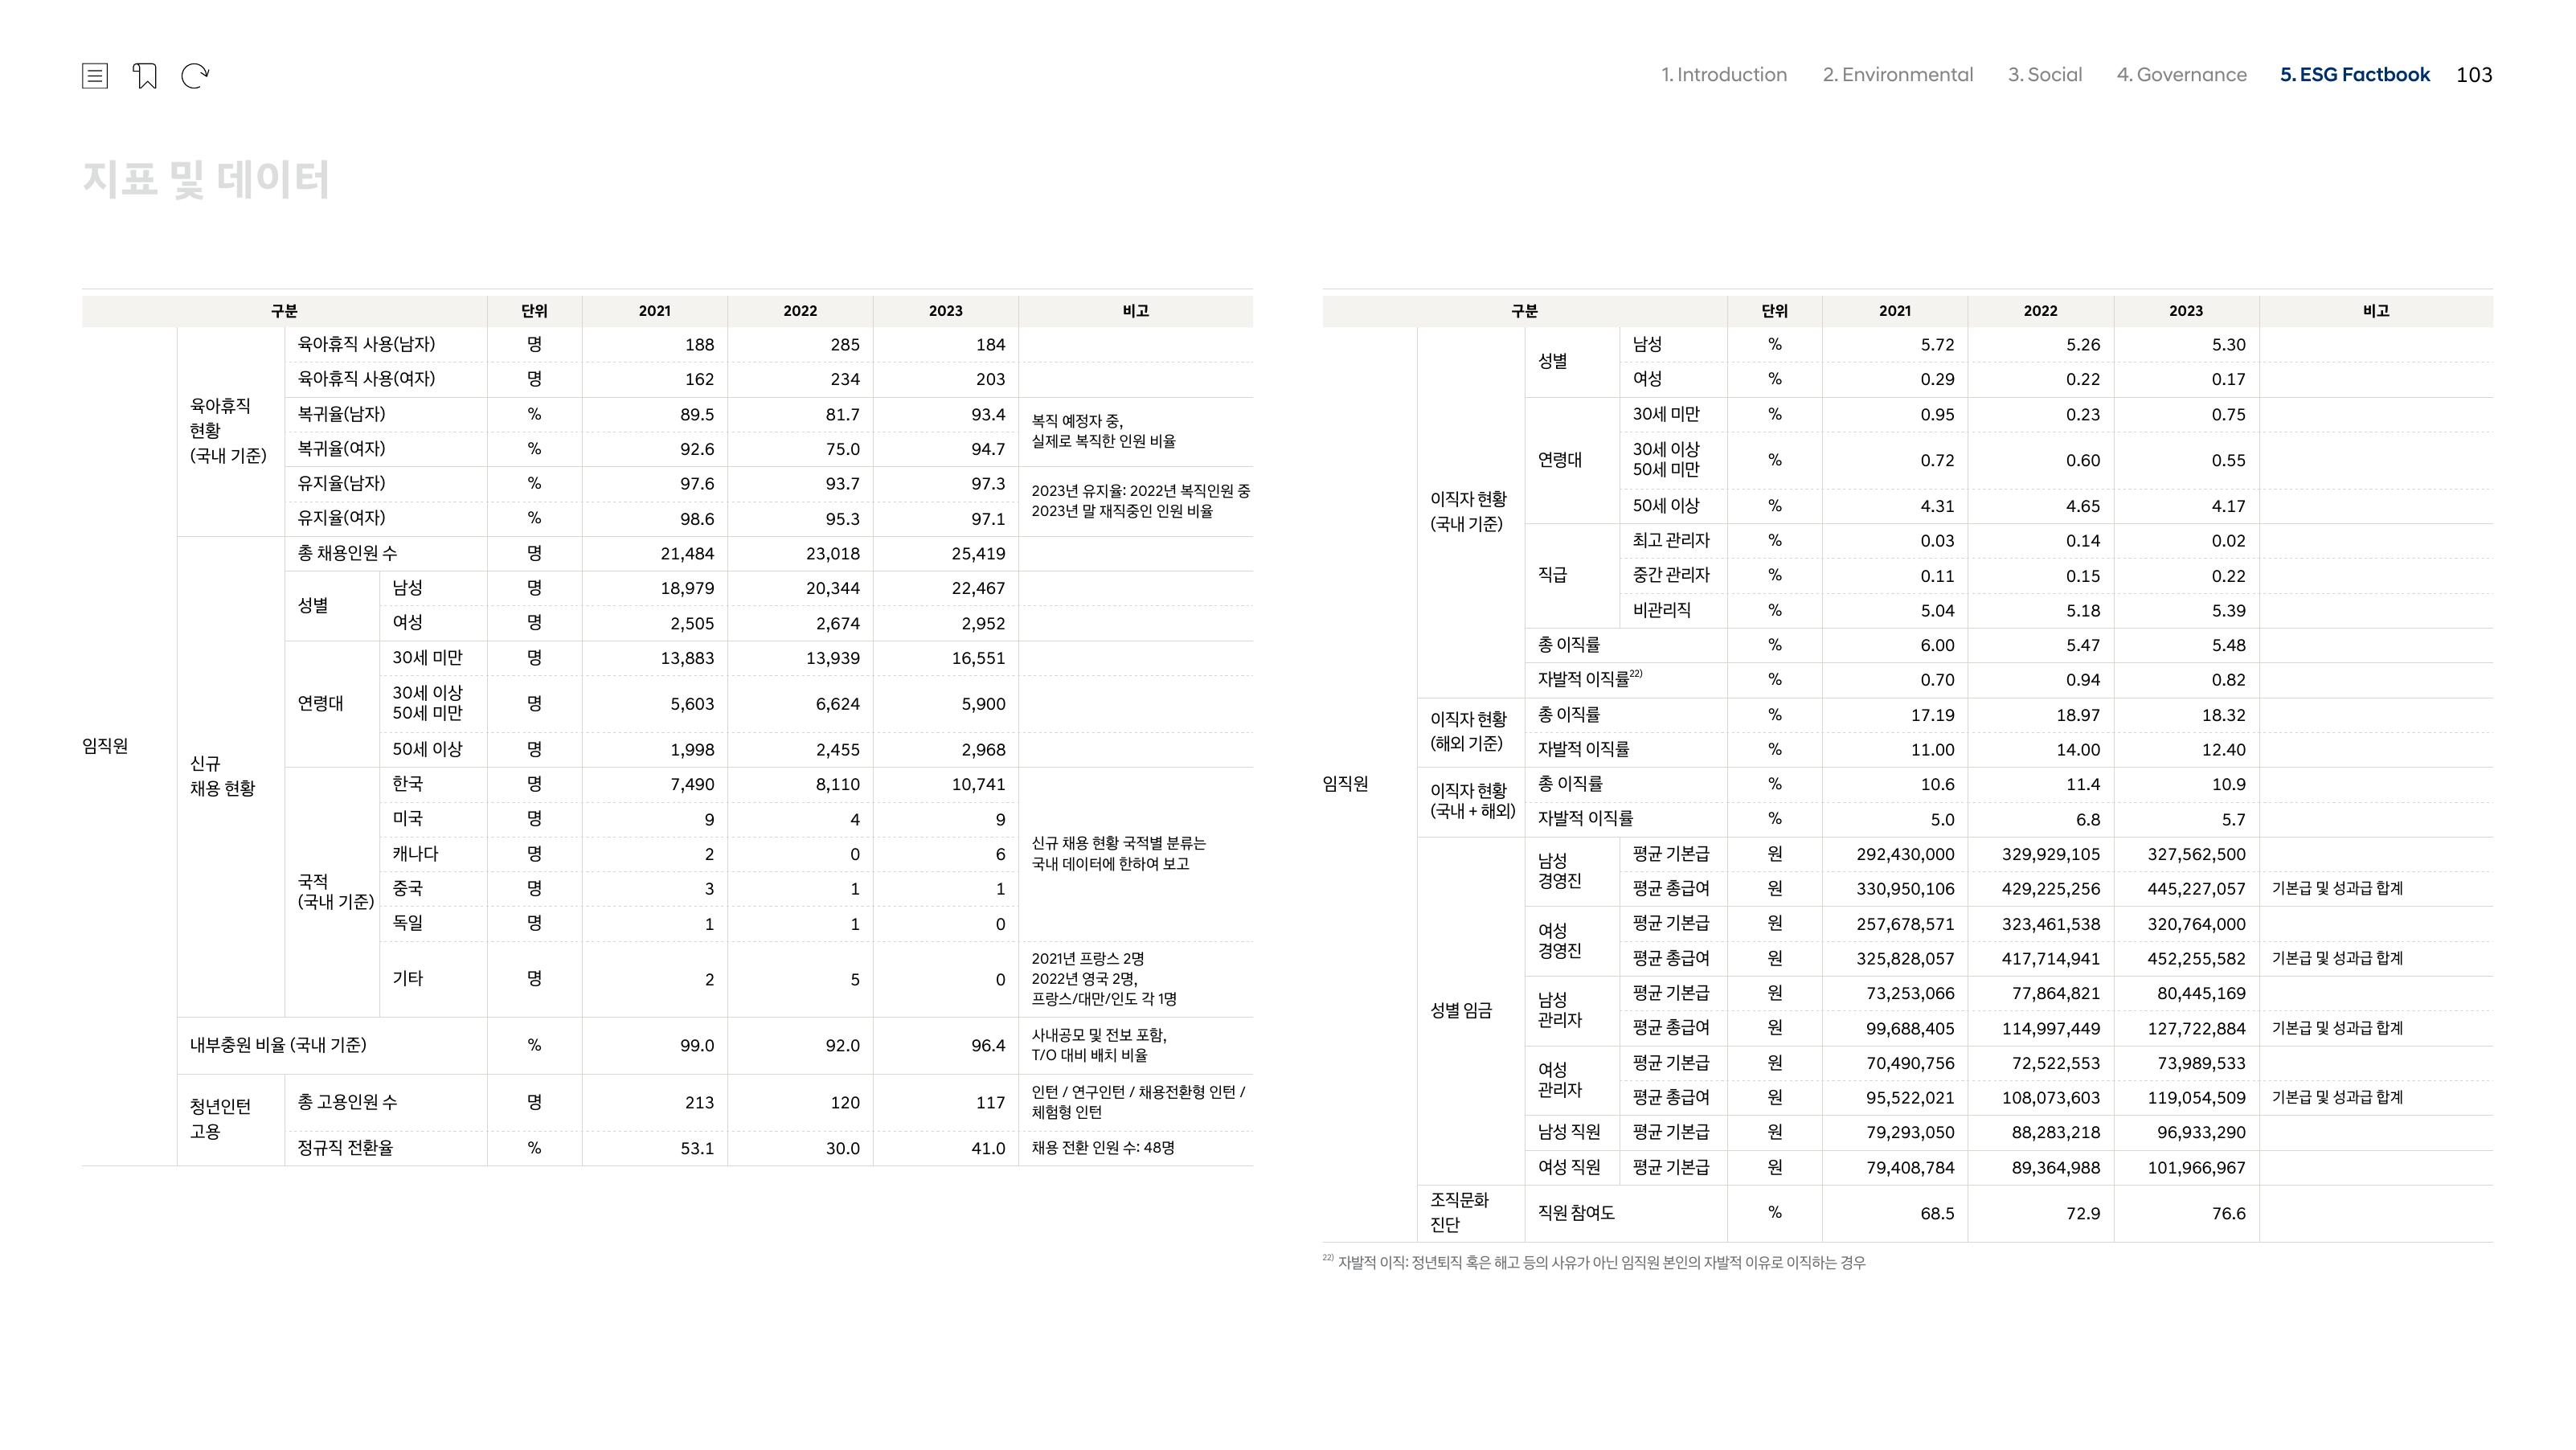 1. Introduction 2. Environmental 3. Social 4. Governance 5. ESG Factbook 103
지표 및 데이터
구분 단위 2021 2022 2023 비고
임직원
육아휴직
현황
(국내 기준)
육아휴직 사용(남자) 명 188 285 184
육아휴직 사용(여자) 명 162 234 203
복귀율(남자) % 89.5 81.7 93.4
복귀율(여자) % 92.6 75.0 94.7
복직 예정자 중,
실제로 복직한 인원 비율
유지율(남자) % 97.6 93.7 97.3
유지율(여자) % 98.6 95.3 97.1
2023년 유지율: 2022년 복직인원 중
2023년 말 재직중인 인원 비율
신규
채용 현황
총 채용인원 수 명 21,484 23,018 25,419
성별
남성 명 18,979 20,344 22,467
여성 명 2,505 2,674 2,952
연령대
30세 미만 명 13,883 13,939 16,551
30세 이상
50세 미만 명 5,603 6,624 5,900
50세 이상 명 1,998 2,455 2,968
국적
(국내 기준)
한국 명 7,490 8,110 10,741
미국 명 9 4 9
캐나다 명 2 0 6
중국 명 3 1 1
독일 명 1 1 0
신규 채용 현황 국적별 분류는
국내 데이터에 한하여 보고
기타 명 2 5 0
2021년 프랑스 2명
2022년 영국 2명,
프랑스/대만/인도 각 1명
내부충원 비율 (국내 기준) % 99.0 92.0 96.4
사내공모 및 전보 포함,
T/O 대비 배치 비율
청년인턴
고용
총 고용인원 수 명 213 120 117
인턴 / 연구인턴 / 채용전환형 인턴 /
체험형 인턴
정규직 전환율 % 53.1 30.0 41.0 채용 전환 인원 수: 48명
구분 단위 2021 2022 2023 비고
임직원
이직자 현황
(국내 기준)
성별
남성 % 5.72 5.26 5.30
여성 % 0.29 0.22 0.17
연령대
30세 미만 % 0.95 0.23 0.75
30세 이상
50세 미만 % 0.72 0.60 0.55
50세 이상 % 4.31 4.65 4.17
직급
최고 관리자 % 0.03 0.14 0.02
중간 관리자 % 0.11 0.15 0.22
비관리직 % 5.04 5.18 5.39
총 이직률 % 6.00 5.47 5.48
자발적 이직률22) % 0.70 0.94 0.82
이직자 현황
(해외 기준)
총 이직률 % 17.19 18.97 18.32
자발적 이직률 % 11.00 14.00 12.40
이직자 현황
(국내 + 해외)
총 이직률 % 10.6 11.4 10.9
자발적 이직률 % 5.0 6.8 5.7
성별 임금
남성
경영진
평균 기본급 원 292,430,000 329,929,105 327,562,500
평균 총급여 원 330,950,106 429,225,256 445,227,057 기본급 및 성과급 합계
여성
경영진
평균 기본급 원 257,678,571 323,461,538 320,764,000
평균 총급여 원 325,828,057 417,714,941 452,255,582 기본급 및 성과급 합계
남성
관리자
평균 기본급 원 73,253,066 77,864,821 80,445,169
평균 총급여 원 99,688,405 114,997,449 127,722,884 기본급 및 성과급 합계
여성
관리자
평균 기본급 원 70,490,756 72,522,553 73,989,533
평균 총급여 원 95,522,021 108,073,603 119,054,509 기본급 및 성과급 합계
남성 직원 평균 기본급 원 79,293,050 88,283,218 96,933,290
여성 직원 평균 기본급 원 79,408,784 89,364,988 101,966,967
조직문화
진단
직원 참여도 % 68.5 72.9 76.6
22) 자발적 이직: 정년퇴직 혹은 해고 등의 사유가 아닌 임직원 본인의 자발적 이유로 이직하는 경우